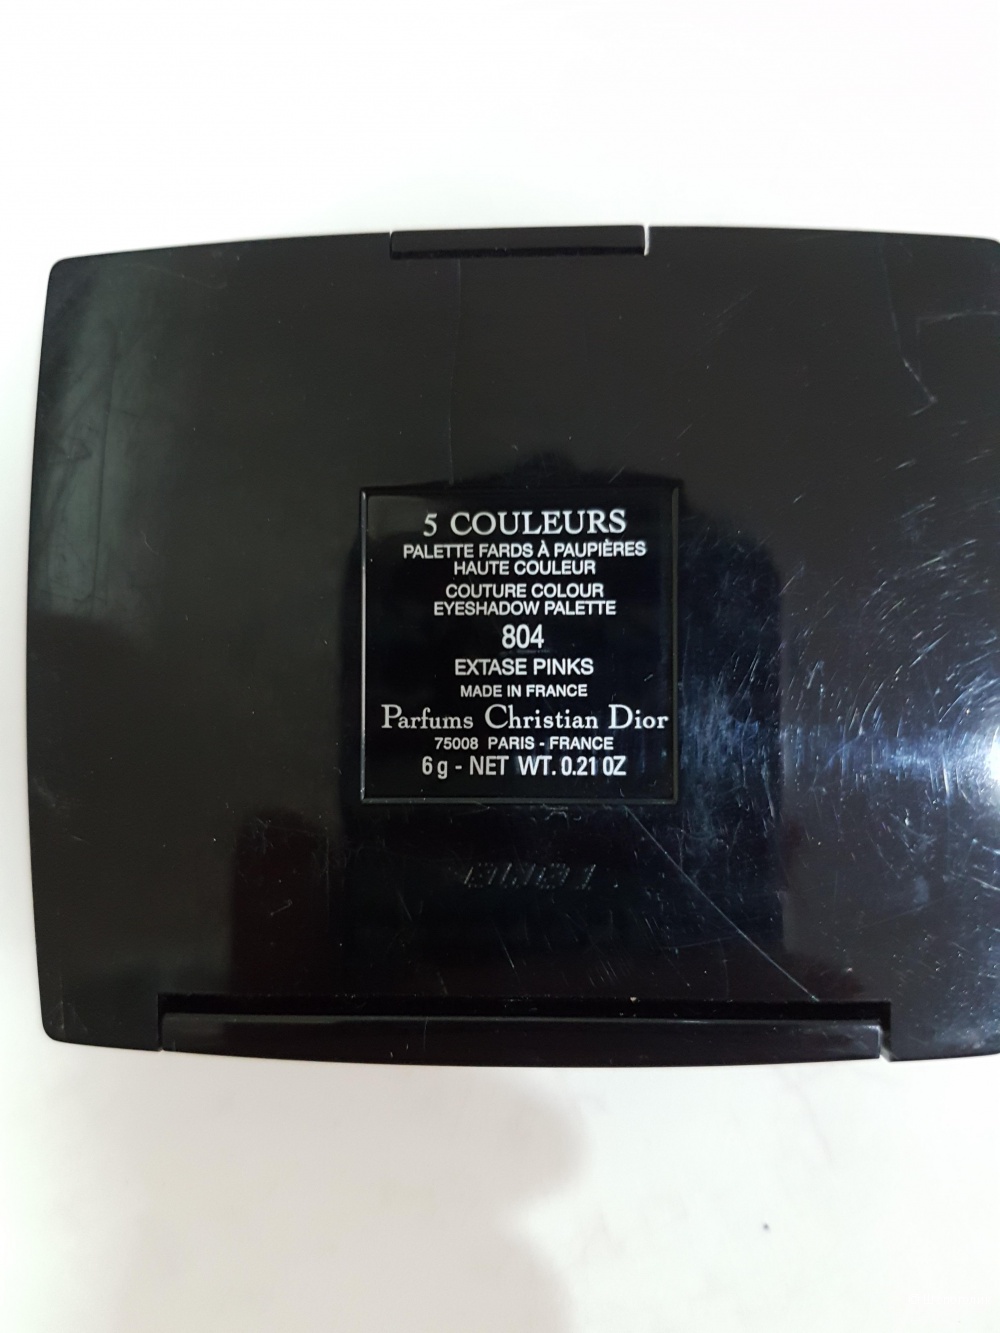 5 COULEURS
PALETTE FARDS À PAUPIÈRES
HAUTE COULEUR
COUTURE COLOUR
EYESHADOW PALETTE
804
EXTASE PINKS
MADE IN FRANCE
Parfums Christian Dior
75008 PARIS - FRANCE
6 g - NET WT. 0.21 OZ